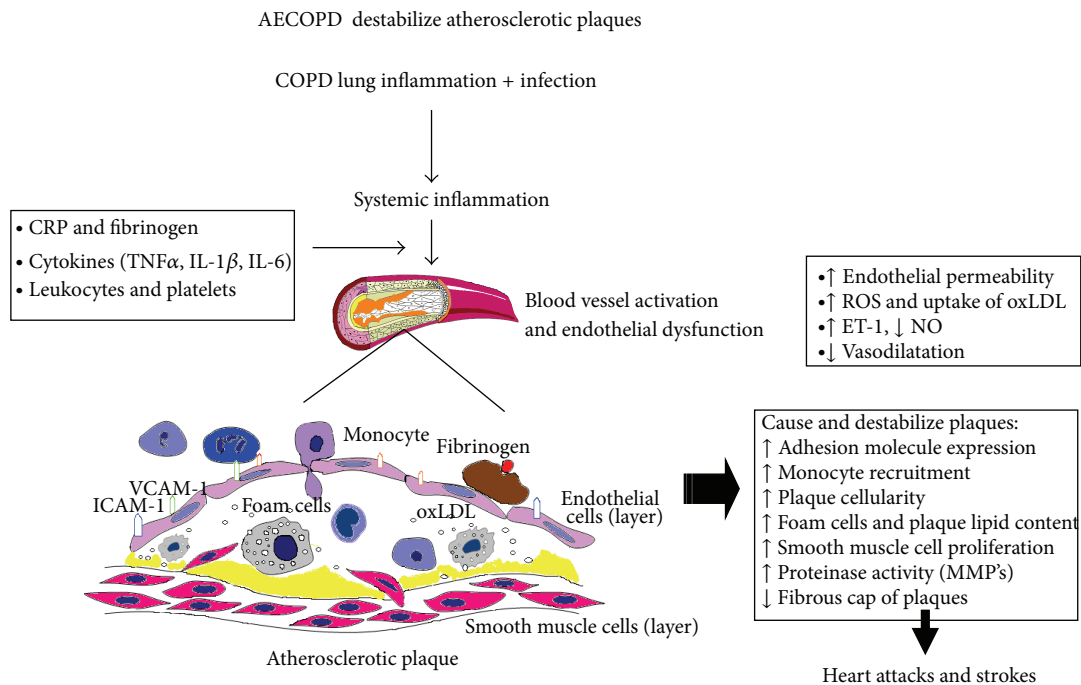 AECOPD destabilize atherosclerotic plaques
COPD lung inflammation + infection
Systemic inflammation
• CRP and fibrinogen
• Cytokines (TNFα, IL-1β, IL-6)
• Leukocytes and platelets
Blood vessel activation
and endothelial dysfunction
•↑ Endothelial permeability
•↑ ROS and uptake of oxLDL
•↑ ET-1, ↓ NO
•↓ Vasodilatation
Monocyte
Fibrinogen
VCAM-1
ICAM-1
Foam cells
oxLDL
Endothelial
cells (layer)
Smooth muscle cells (layer)
Atherosclerotic plaque
Cause and destabilize plaques:
↑ Adhesion molecule expression
↑ Monocyte recruitment
↑ Plaque cellularity
↑ Foam cells and plaque lipid content
↑ Smooth muscle cell proliferation
↑ Proteinase activity (MMP's)
↓ Fibrous cap of plaques
Heart attacks and strokes